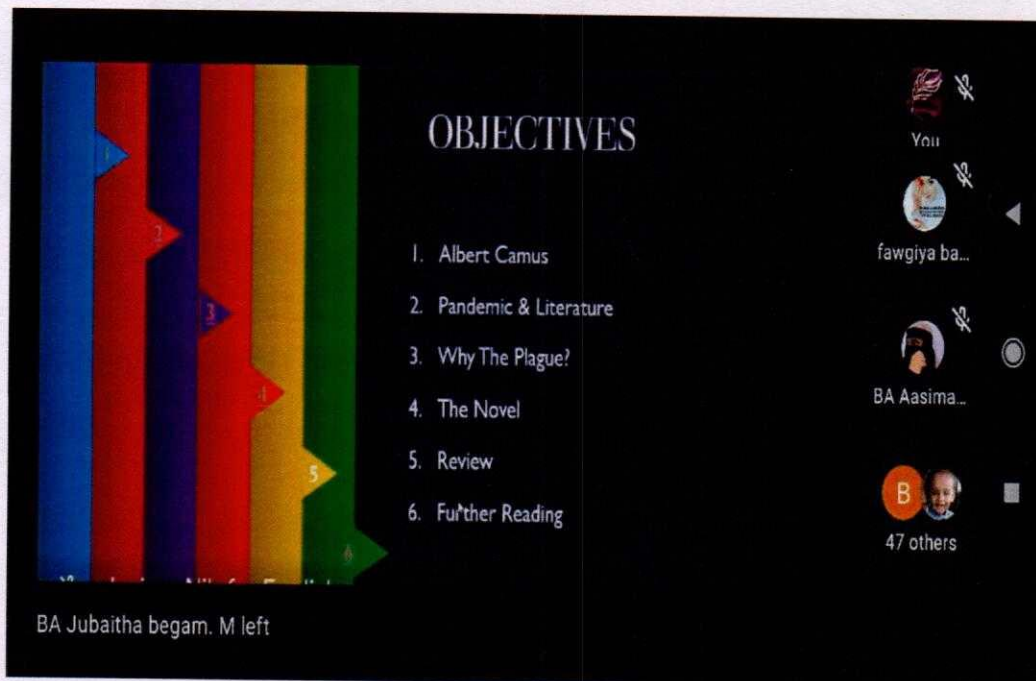 OBJECTIVES
1. Albert Camus
2. Pandemic & Literature
3. Why The Plague?
4. The Novel
5. Review
6. Further Reading
1
2
3
4
5
6
You
fawgiya ba...
BA Aasima...
B
47 others
BA Jubaitha begam. M left